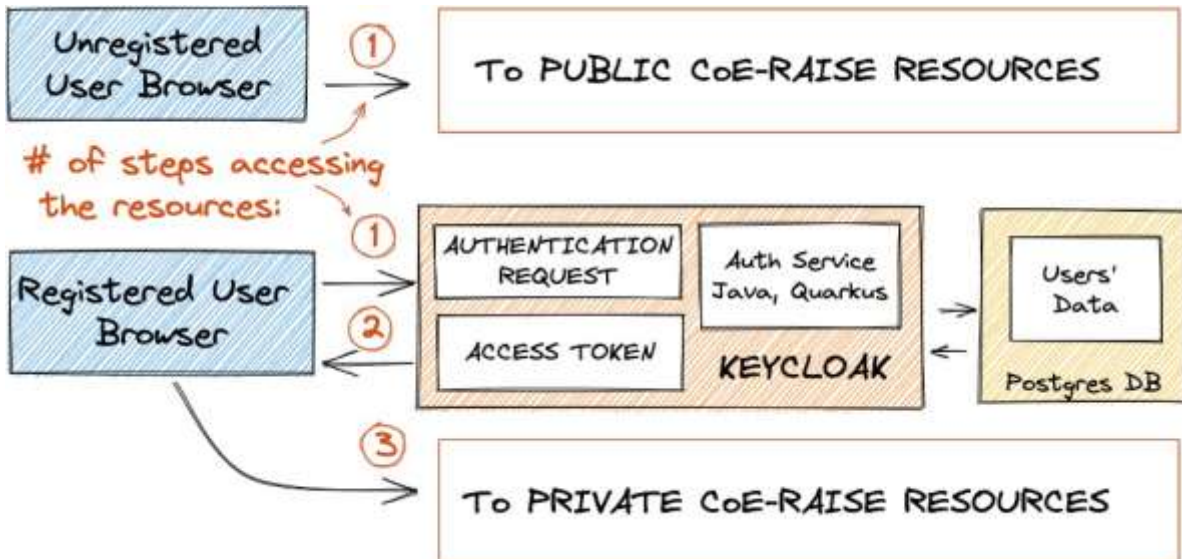 Unregistered
User Browser
1
To PUBLIC CoE-RAISE RESOURCES
# of steps accessing
the resources:
1
Registered User
Browser
2
AUTHENTICATION
REQUEST
ACCESS TOKEN
Auth Service
Java, Quarkus
KEYCLOAK
Users'
Data
Postgres DB
3
To PRIVATE CoE-RAISE RESOURCES